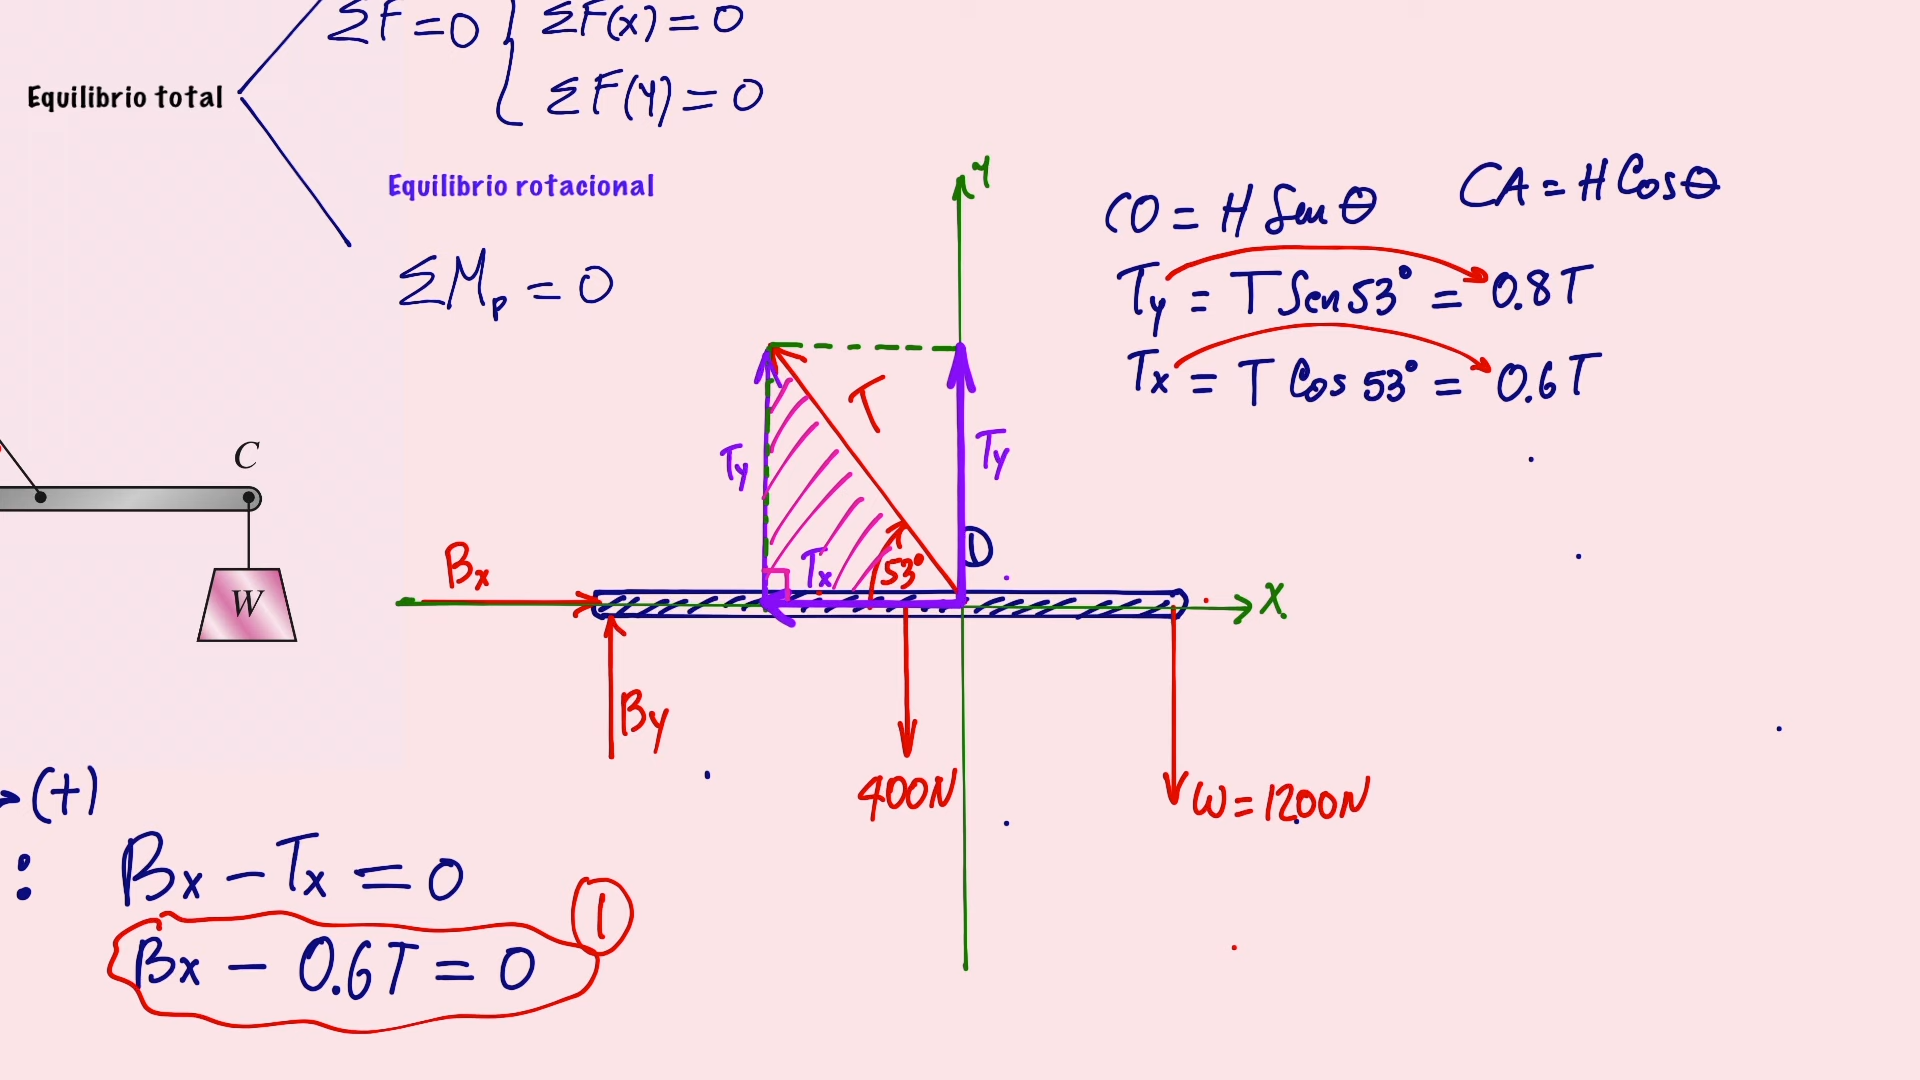 ΣF = 0 { ΣF(x) = 0
ΣF(Y) = 0
Equilibrio total
Equilibrio rotacional
ΣMp = 0
CO = H Sen θ
CA = H Cos θ
Ty = T Sen 53° = 0.8T
Tx = T Cos 53° = 0.6T
Y
T
Ty
Ty
Tx
53°
D
X
Bx
By
400N
W = 1200N
C
W
(+)
: Bx - Tx = 0
Bx - 0.6T = 0
1